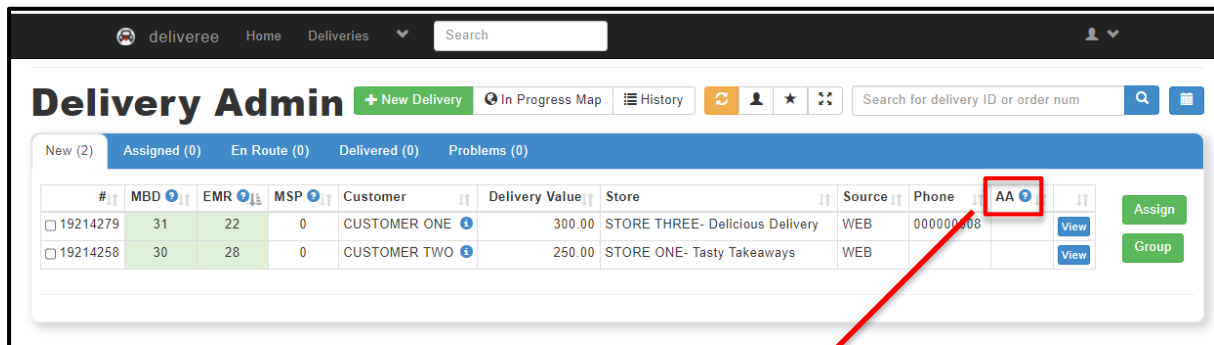 deliveree Home Deliveries Search
Delivery Admin + New Delivery In Progress Map History Search for delivery ID or order num
New (2) Assigned (0) En Route (0) Delivered (0) Problems (0)
# MBD ? EMR ? MSP ? Customer Delivery Value Store Source Phone AA ?
19214279 31 22 0 CUSTOMER ONE i 300.00 STORE THREE- Delicious Delivery WEB 000000008 View
19214258 30 28 0 CUSTOMER TWO i 250.00 STORE ONE- Tasty Takeaways WEB View
Assign
Group